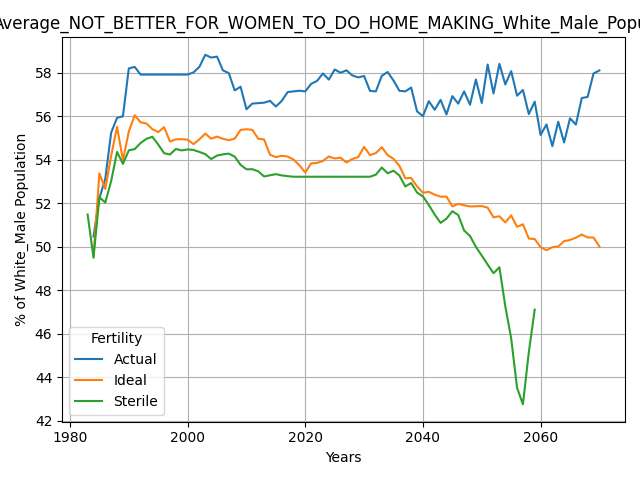 Average_NOT_BETTER_FOR_WOMEN_TO_DO_HOME_MAKING_White_Male_Popu
% of White_Male Population
58
56
54
52
50
48
46
44
42
Fertility
Actual
Ideal
Sterile
1980
2000
2020
2040
2060
Years